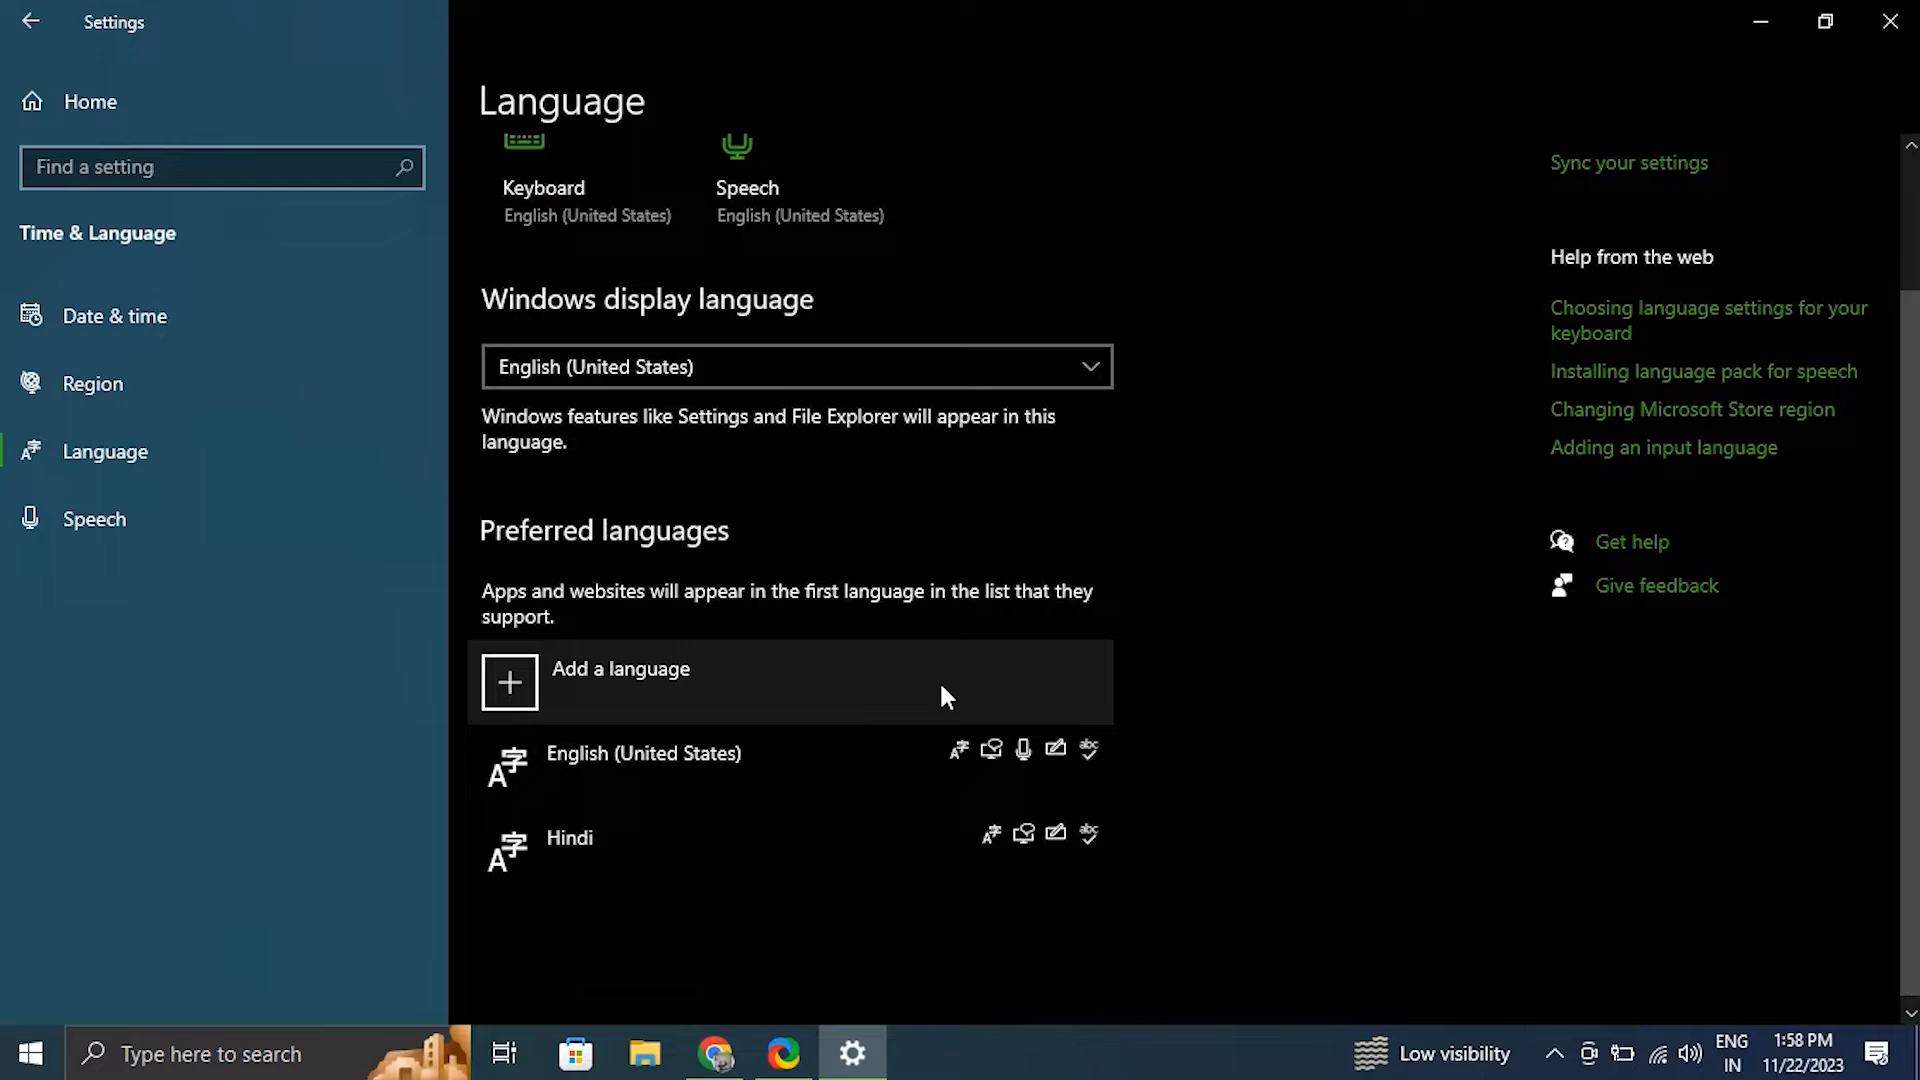 Settings
Home
Find a setting
Time & Language
Date & time
Region
Language
Speech
Language
Keyboard
English (United States)
Speech
English (United States)
Windows display language
English (United States)
Windows features like Settings and File Explorer will appear in this
language.
Preferred languages
Apps and websites will appear in the first language in the list that they
support.
Add a language
English (United States)
Hindi
Sync your settings
Help from the web
Choosing language settings for your
keyboard
Installing language pack for speech
Changing Microsoft Store region
Adding an input language
Get help
Give feedback
Type here to search
Low visibility
ENG
IN
1:58 PM
11/22/2023